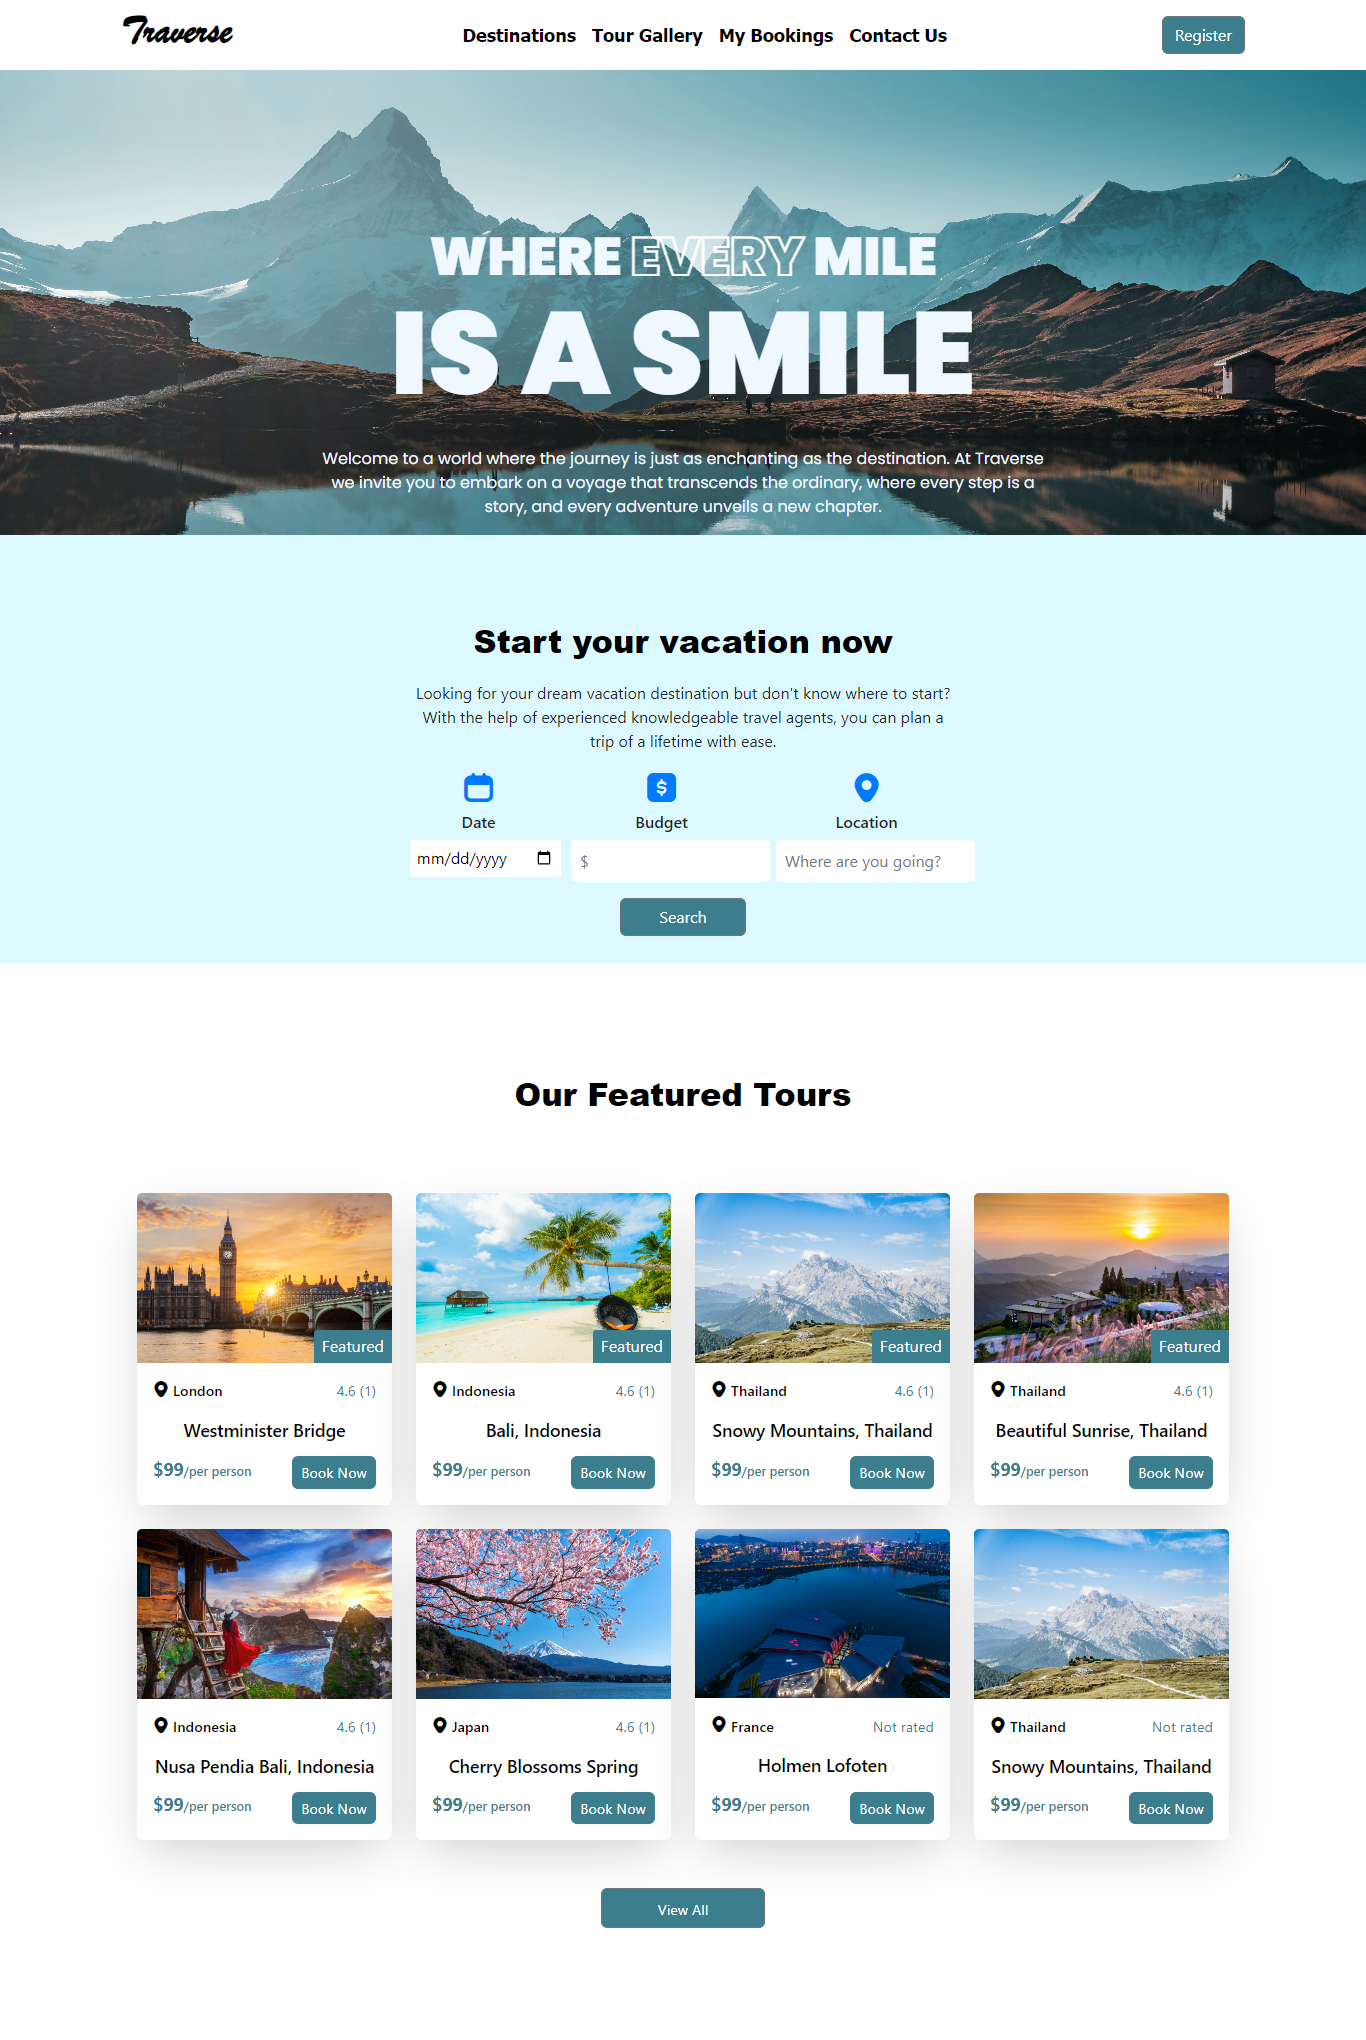 Traverse
Destinations Tour Gallery My Bookings Contact Us
Register
WHERE EVERY MILE
IS A SMILE
Welcome to a world where the journey is just as enchanting as the destination. At Traverse
we invite you to embark on a voyage that transcends the ordinary, where every step is a
story, and every adventure unveils a new chapter.
Start your vacation now
Looking for your dream vacation destination but don't know where to start?
With the help of experienced knowledgeable travel agents, you can plan a
trip of a lifetime with ease.
Date
Budget
Location
mm/dd/yyyy
$
Where are you going?
Search
Our Featured Tours
Featured
London 4.6 (1)
Westminister Bridge
$99/per person Book Now
Featured
Indonesia 4.6 (1)
Bali, Indonesia
$99/per person Book Now
Featured
Thailand 4.6 (1)
Snowy Mountains, Thailand
$99/per person Book Now
Featured
Thailand 4.6 (1)
Beautiful Sunrise, Thailand
$99/per person Book Now
Indonesia 4.6 (1)
Nusa Pendia Bali, Indonesia
$99/per person Book Now
Japan 4.6 (1)
Cherry Blossoms Spring
$99/per person Book Now
France Not rated
Holmen Lofoten
$99/per person Book Now
Thailand Not rated
Snowy Mountains, Thailand
$99/per person Book Now
View All